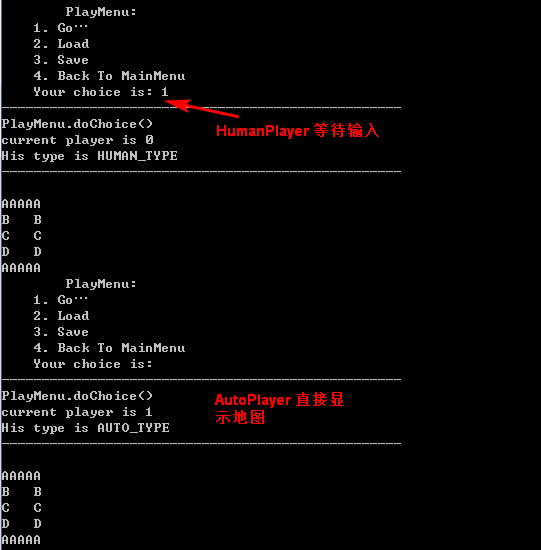 PlayMenu:
1. Go…
2. Load
3. Save
4. Back To MainMenu
Your choice is: 1
--------------------------------------------------
PlayMenu.doChoice()
HumanPlayer 等待输入
current player is 0
His type is HUMAN_TYPE
--------------------------------------------------
AAAAA
B   B
C   C
D   D
AAAAA
PlayMenu:
1. Go…
2. Load
3. Save
4. Back To MainMenu
Your choice is:
--------------------------------------------------
PlayMenu.doChoice()
AutoPlayer 直接显
示地图
current player is 1
His type is AUTO_TYPE
--------------------------------------------------
AAAAA
B   B
C   C
D   D
AAAAA